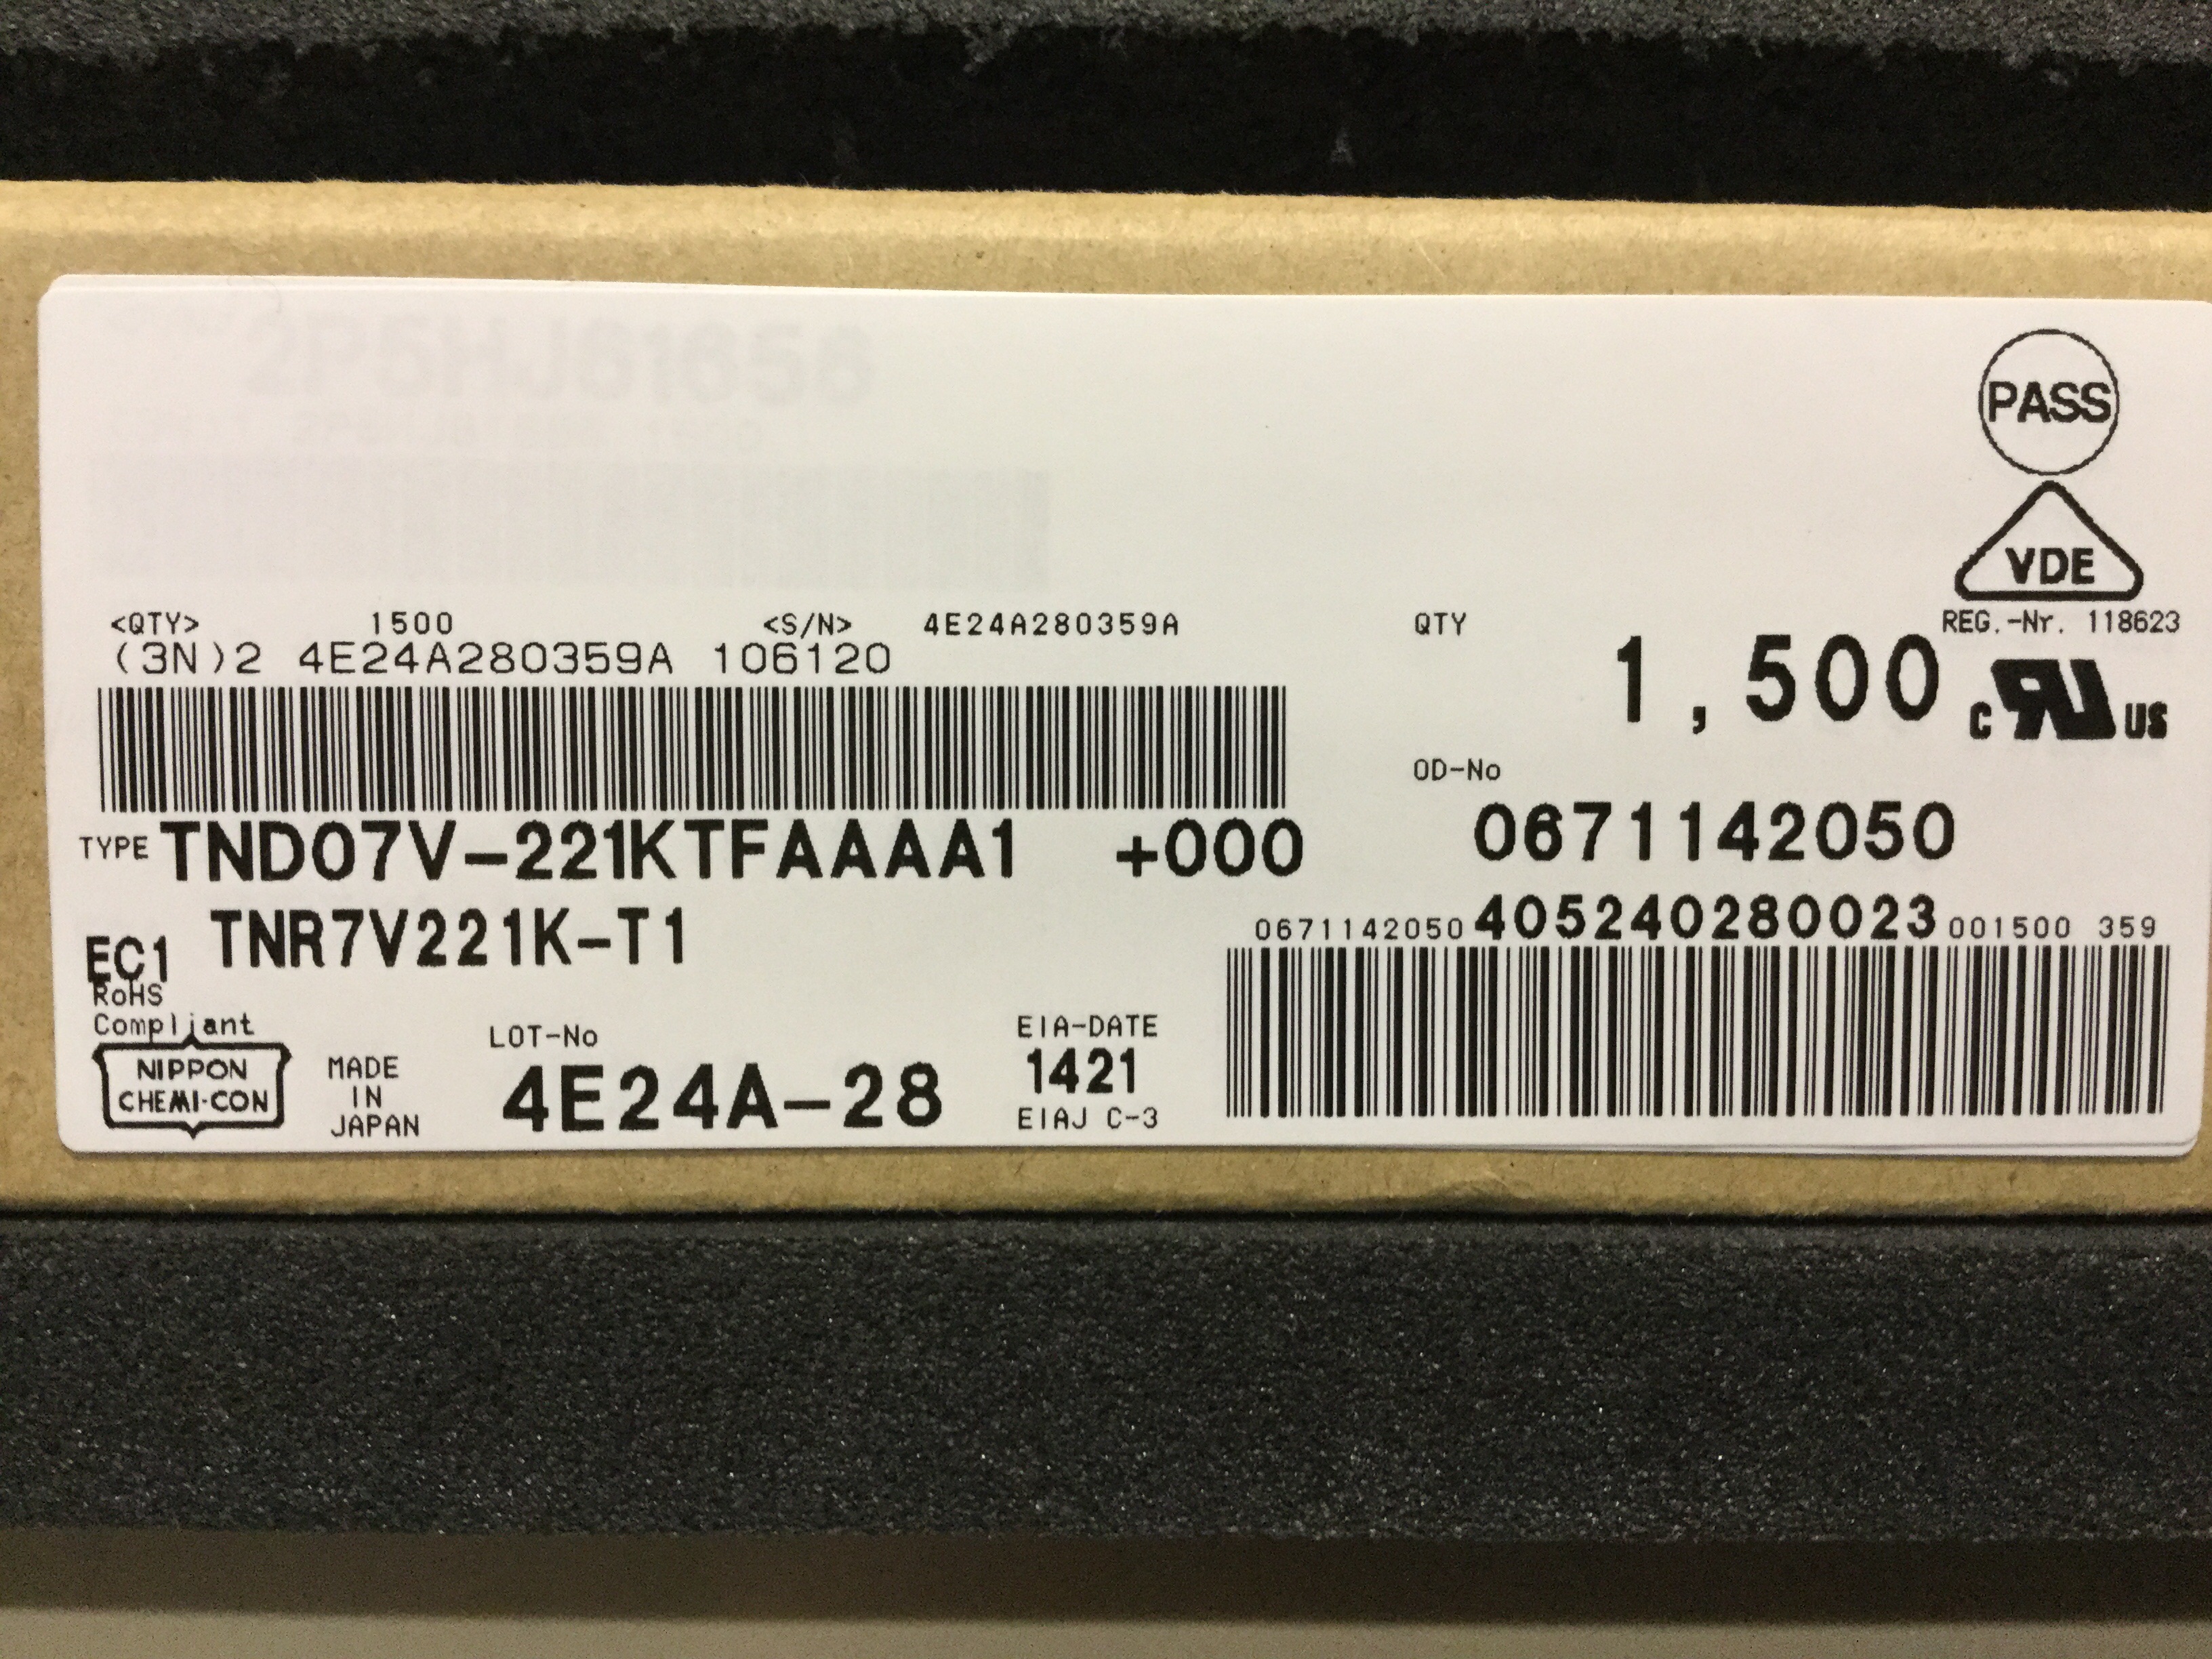 2P5HJ61658
PASS
VDE
REG.-Nr. 118623
<QTY> 1500 <S/N> 4E24A280359A
(3N)2 4E24A280359A 106120
QTY
1,500
C RU US
OD-No
0671142050
TYPE TND07V-221KTFAAAA1 +000
TNR7V221K-T1
0671142050 405240280023 001500 359
EC1
RoHS
Compliant
NIPPON
CHEMI-CON
MADE
IN
JAPAN
LOT-No
4E24A-28
EIA-DATE
1421
EIAJ C-3